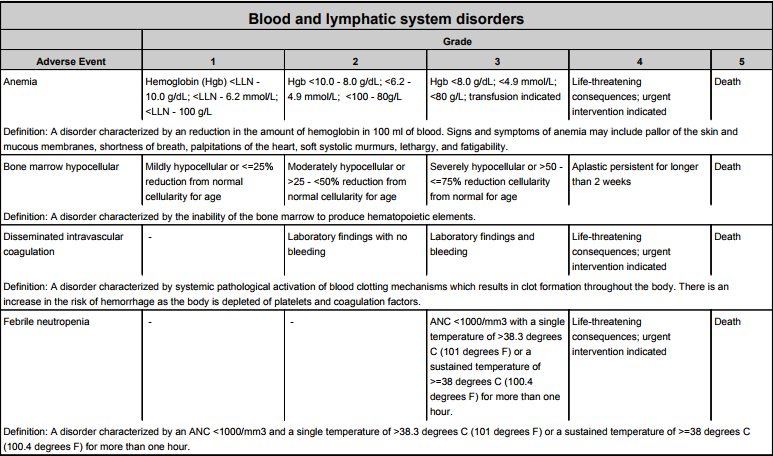 Blood and lymphatic system disorders
Grade
Adverse Event 1 2 3 4 5
Anemia
Hemoglobin (Hgb) <LLN -
10.0 g/dL; <LLN - 6.2 mmol/L;
<LLN - 100 g/L
Hgb <10.0 - 8.0 g/dL; <6.2 -
4.9 mmol/L; <100 - 80g/L
Hgb <8.0 g/dL; <4.9 mmol/L;
<80 g/L; transfusion indicated
Life-threatening
consequences; urgent
intervention indicated
Death
Definition: A disorder characterized by an reduction in the amount of hemoglobin in 100 ml of blood. Signs and symptoms of anemia may include pallor of the skin and
mucous membranes, shortness of breath, palpitations of the heart, soft systolic murmurs, lethargy, and fatigability.
Bone marrow hypocellular
Mildly hypocellular or <=25%
reduction from normal
cellularity for age
Moderately hypocellular or
>25 - <50% reduction from
normal cellularity for age
Severely hypocellular or >50 -
<=75% reduction cellularity
from normal for age
Aplastic persistent for longer
than 2 weeks
Death
Definition: A disorder characterized by the inability of the bone marrow to produce hematopoietic elements.
Disseminated intravascular
coagulation
-
Laboratory findings with no
bleeding
Laboratory findings and
bleeding
Life-threatening
consequences; urgent
intervention indicated
Death
Definition: A disorder characterized by systemic pathological activation of blood clotting mechanisms which results in clot formation throughout the body. There is an
increase in the risk of hemorrhage as the body is depleted of platelets and coagulation factors.
Febrile neutropenia
-
-
ANC <1000/mm3 with a single
temperature of >38.3 degrees
C (101 degrees F) or a
sustained temperature of
>=38 degrees C (100.4
degrees F) for more than one
hour.
Life-threatening
consequences; urgent
intervention indicated
Death
Definition: A disorder characterized by an ANC <1000/mm3 and a single temperature of >38.3 degrees C (101 degrees F) or a sustained temperature of >=38 degrees C
(100.4 degrees F) for more than one hour.